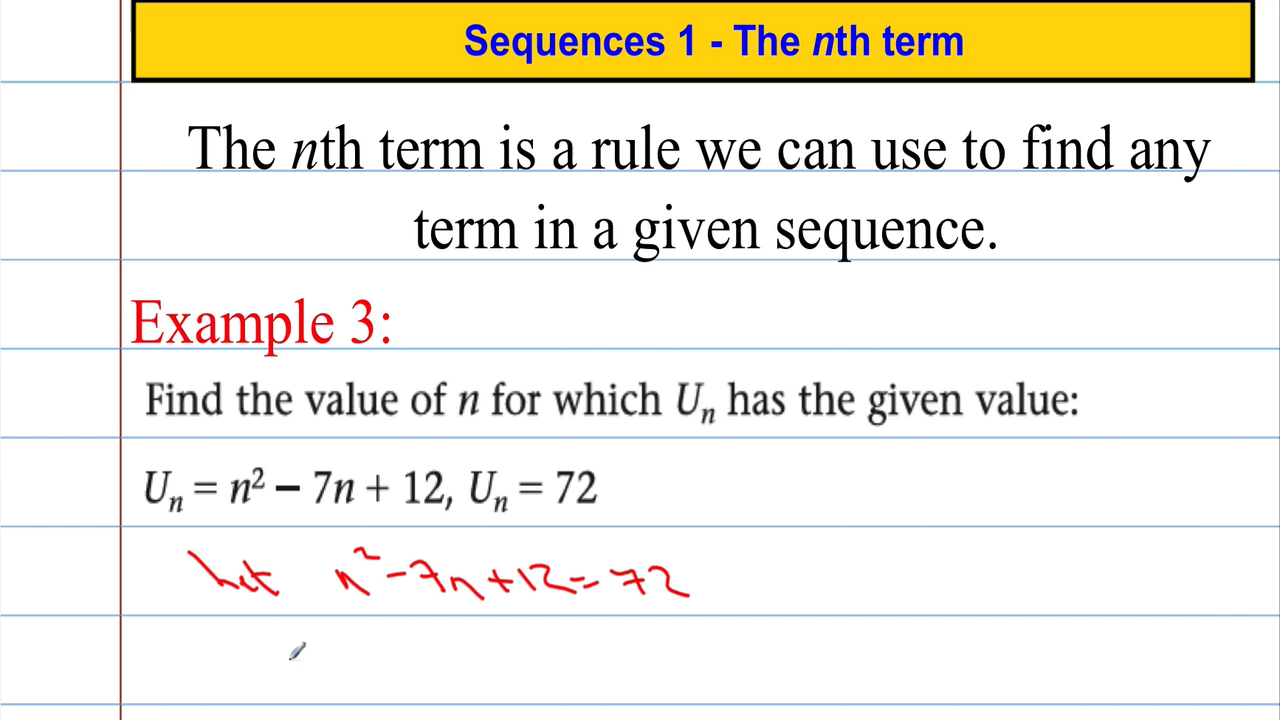 Sequences 1 - The nth term
The nth term is a rule we can use to find any
term in a given sequence.
Example 3:
Find the value of n for which Uₙ has the given value:
Uₙ = n² − 7n + 12, Uₙ = 72
Let n² − 7n + 12 = 72